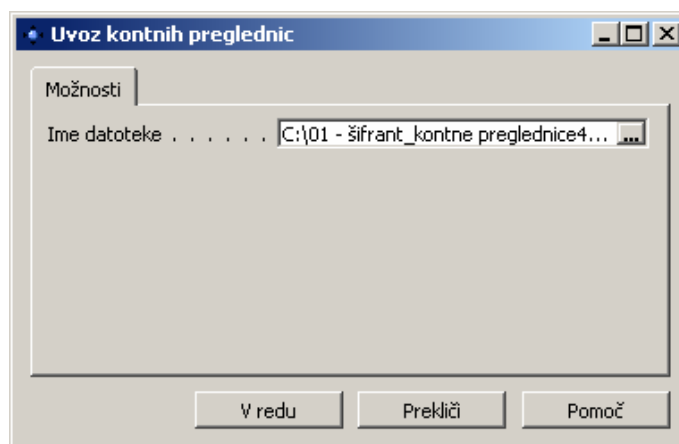 Uvoz kontnih preglednic
Možnosti
Ime datoteke . . . . . . C:\01 - šifrant_kontne preglednice4... ...
V redu Prekliči Pomoč